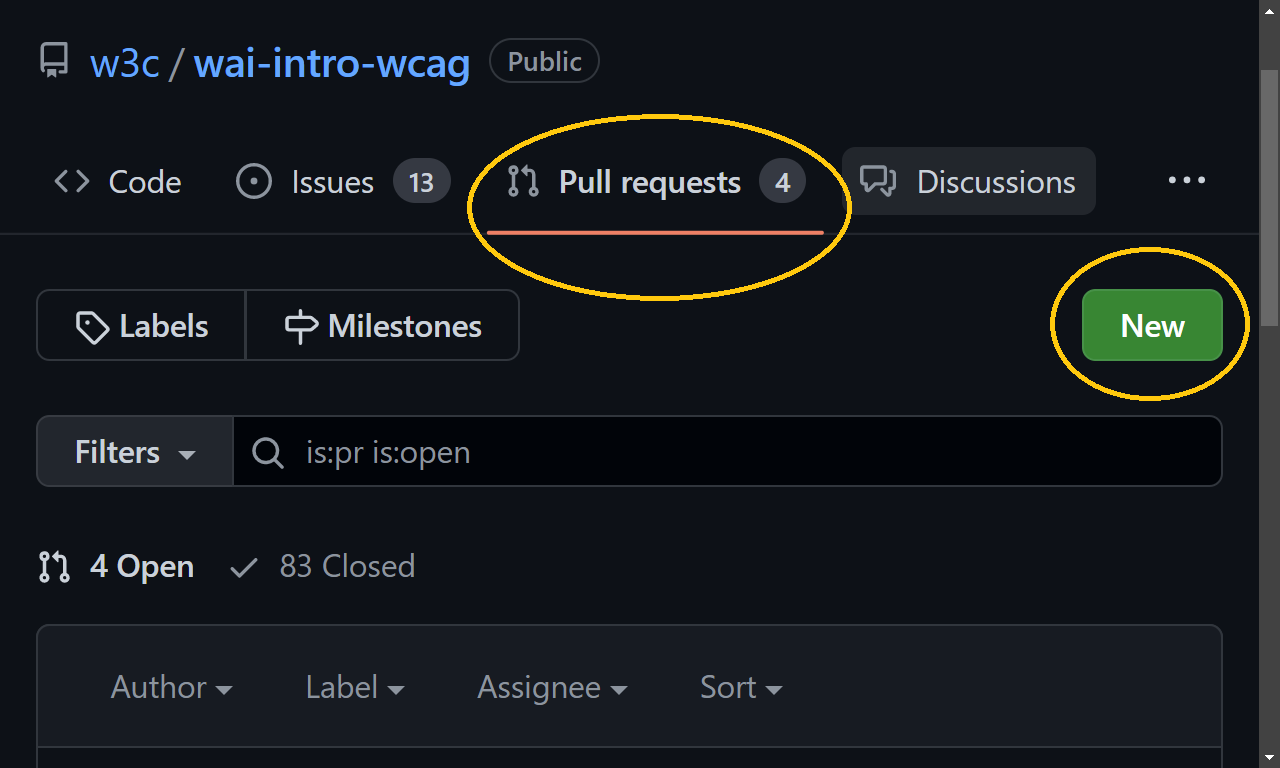 w3c / wai-intro-wcag Public
Code Issues 13 Pull requests 4 Discussions
Labels Milestones New
Filters is:pr is:open
4 Open 83 Closed
Author Label Assignee Sort